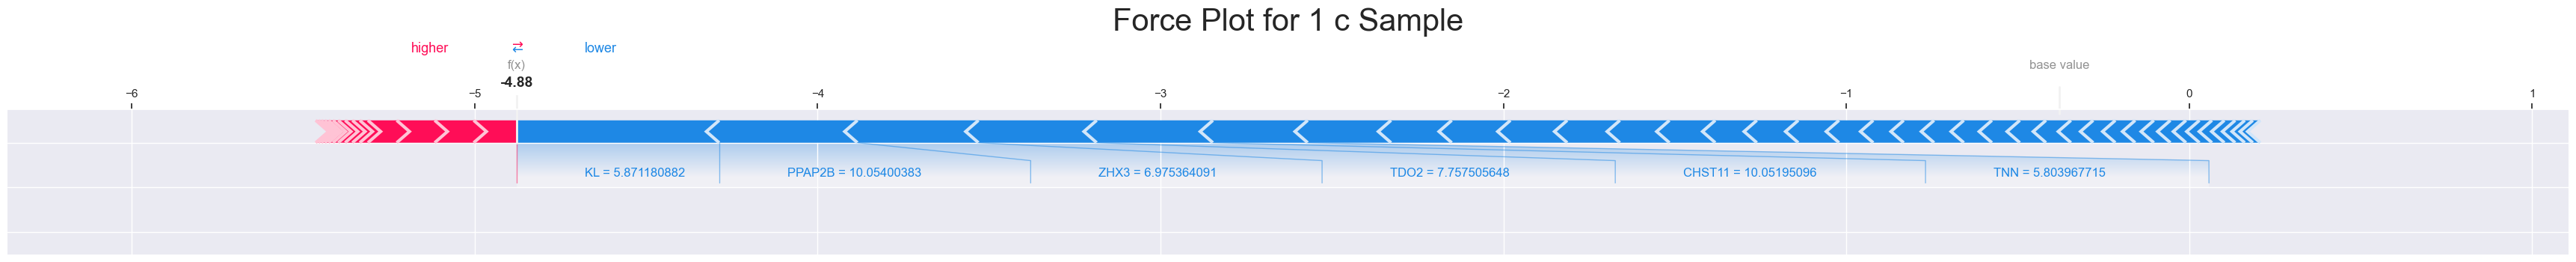 Force Plot for 1 c Sample
higher ⇄ lower
f(x) base value
-4.88
−6 −5 −4 −3 −2 −1 0 1
KL = 5.871180882 PPAP2B = 10.05400383 ZHX3 = 6.975364091 TDO2 = 7.757505648 CHST11 = 10.05195096 TNN = 5.803967715